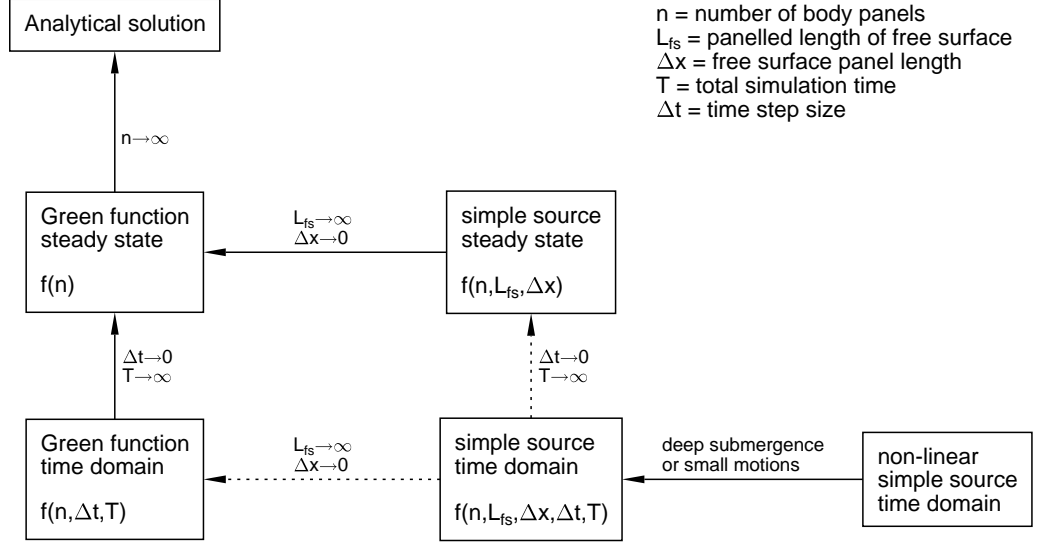 Analytical solution
n = number of body panels
Lfs = panelled length of free surface
Δx = free surface panel length
T = total simulation time
Δt = time step size
n→∞
Green function
steady state
f(n)
Lfs→∞
Δx→0
simple source
steady state
f(n,Lfs,Δx)
Δt→0
T→∞
Δt→0
T→∞
Green function
time domain
f(n,Δt,T)
Lfs→∞
Δx→0
simple source
time domain
f(n,Lfs,Δx,Δt,T)
deep submergence
or small motions
non-linear
simple source
time domain